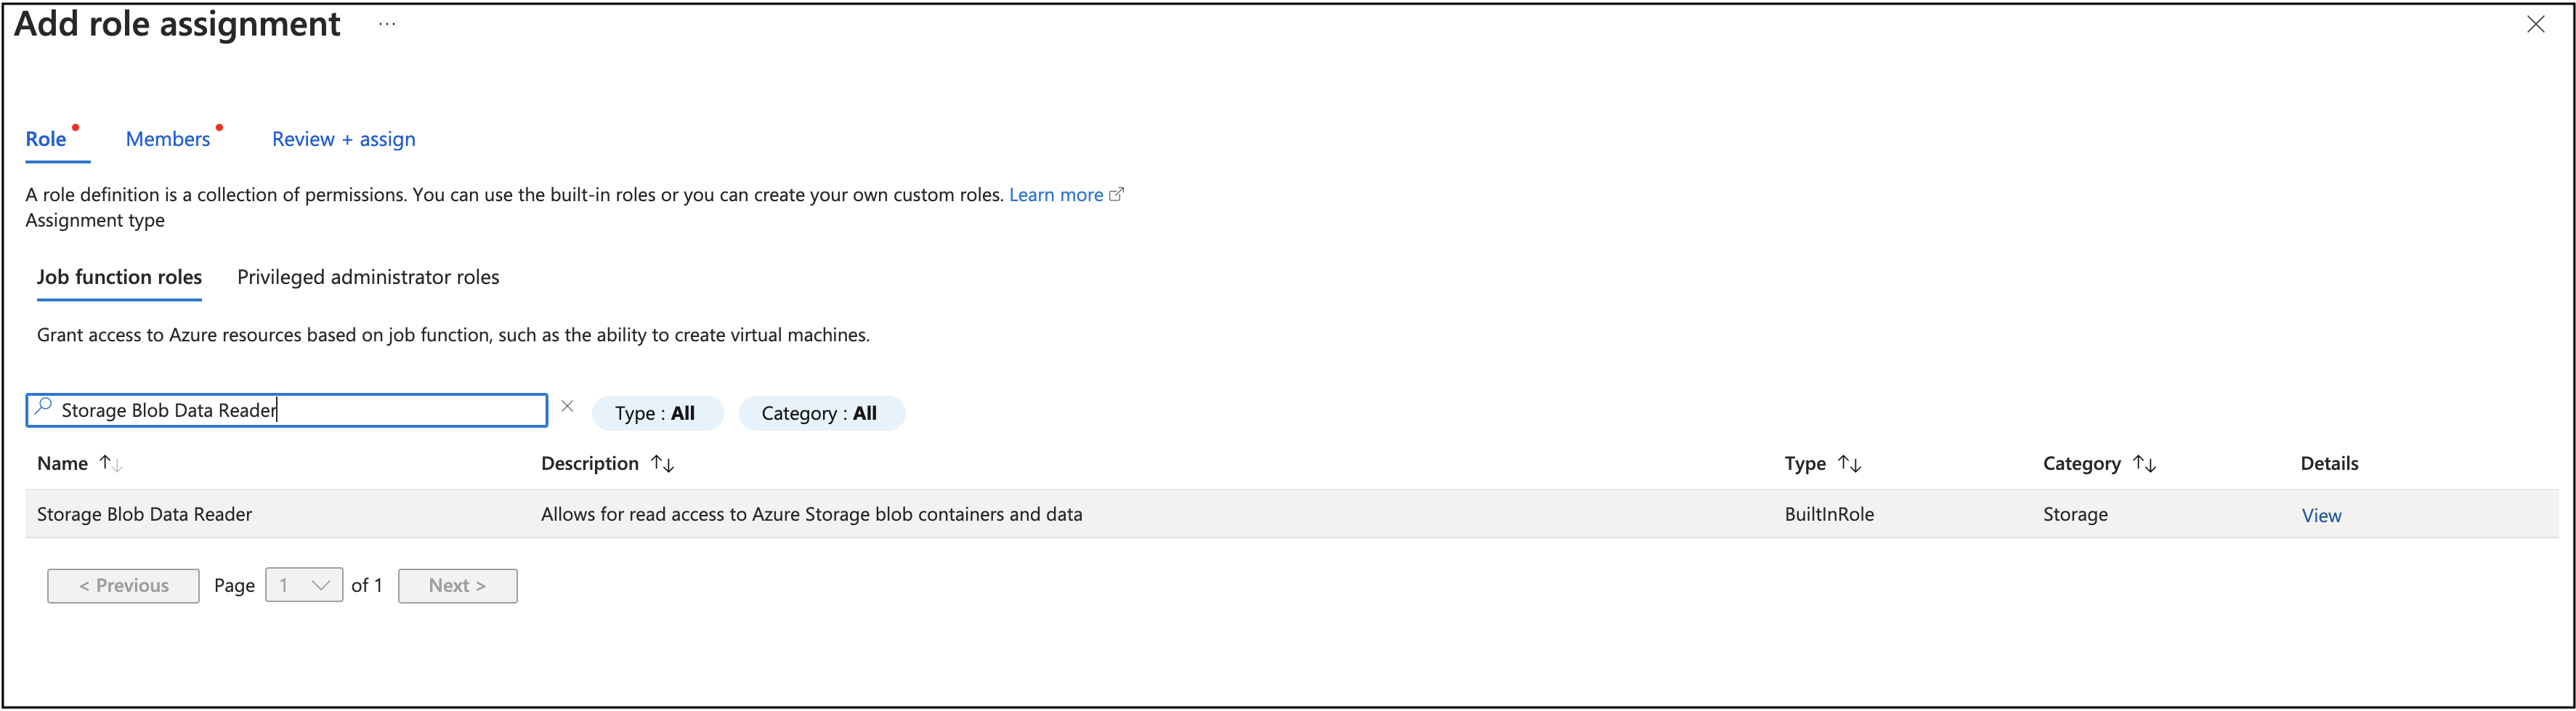 Add role assignment ...
Role Members Review + assign
A role definition is a collection of permissions. You can use the built-in roles or you can create your own custom roles. Learn more
Assignment type
Job function roles Privileged administrator roles
Grant access to Azure resources based on job function, such as the ability to create virtual machines.
Storage Blob Data Reader Type : All Category : All
Name Description Type Category Details
Storage Blob Data Reader Allows for read access to Azure Storage blob containers and data BuiltInRole Storage View
< Previous Page 1 of 1 Next >